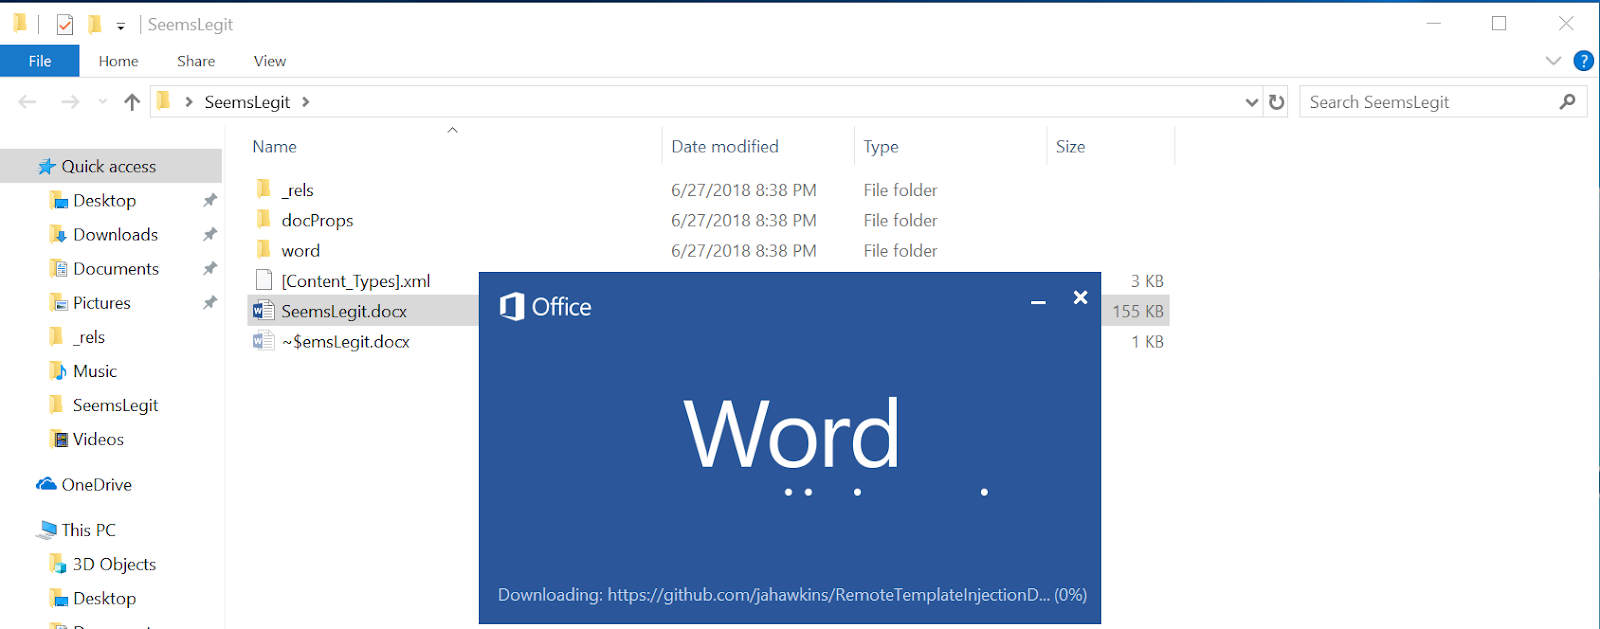 SeemsLegit
File Home Share View
SeemsLegit Search SeemsLegit
Name Date modified Type Size
Quick access
Desktop
Downloads
Documents
Pictures
_rels
Music
SeemsLegit
Videos
OneDrive
This PC
3D Objects
Desktop
_rels 6/27/2018 8:38 PM File folder
docProps 6/27/2018 8:38 PM File folder
word 6/27/2018 8:38 PM File folder
[Content_Types].xml 3 KB
SeemsLegit.docx 155 KB
~$emsLegit.docx 1 KB
Office
Word
Downloading: https://github.com/jahawkins/RemoteTemplateInjectionD... (0%)